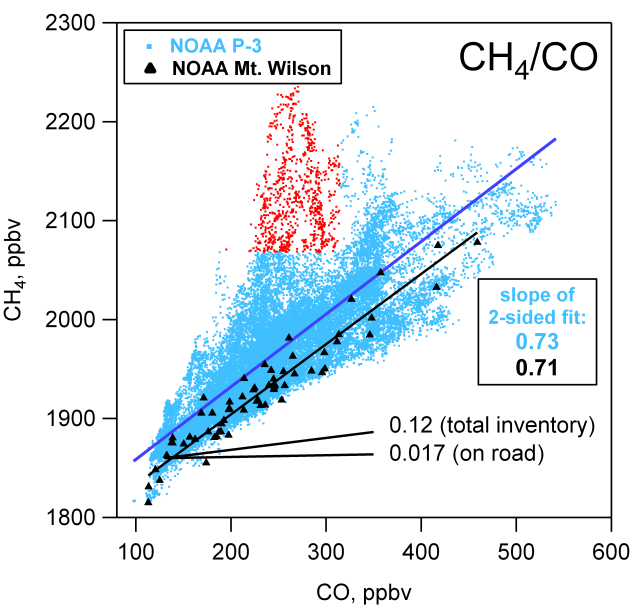 2300
2200
2100
2000
1900
1800
CH4, ppbv
NOAA P-3
NOAA Mt. Wilson
CH4/CO
slope of
2-sided fit:
0.73
0.71
0.12 (total inventory)
0.017 (on road)
100 200 300 400 500 600
CO, ppbv